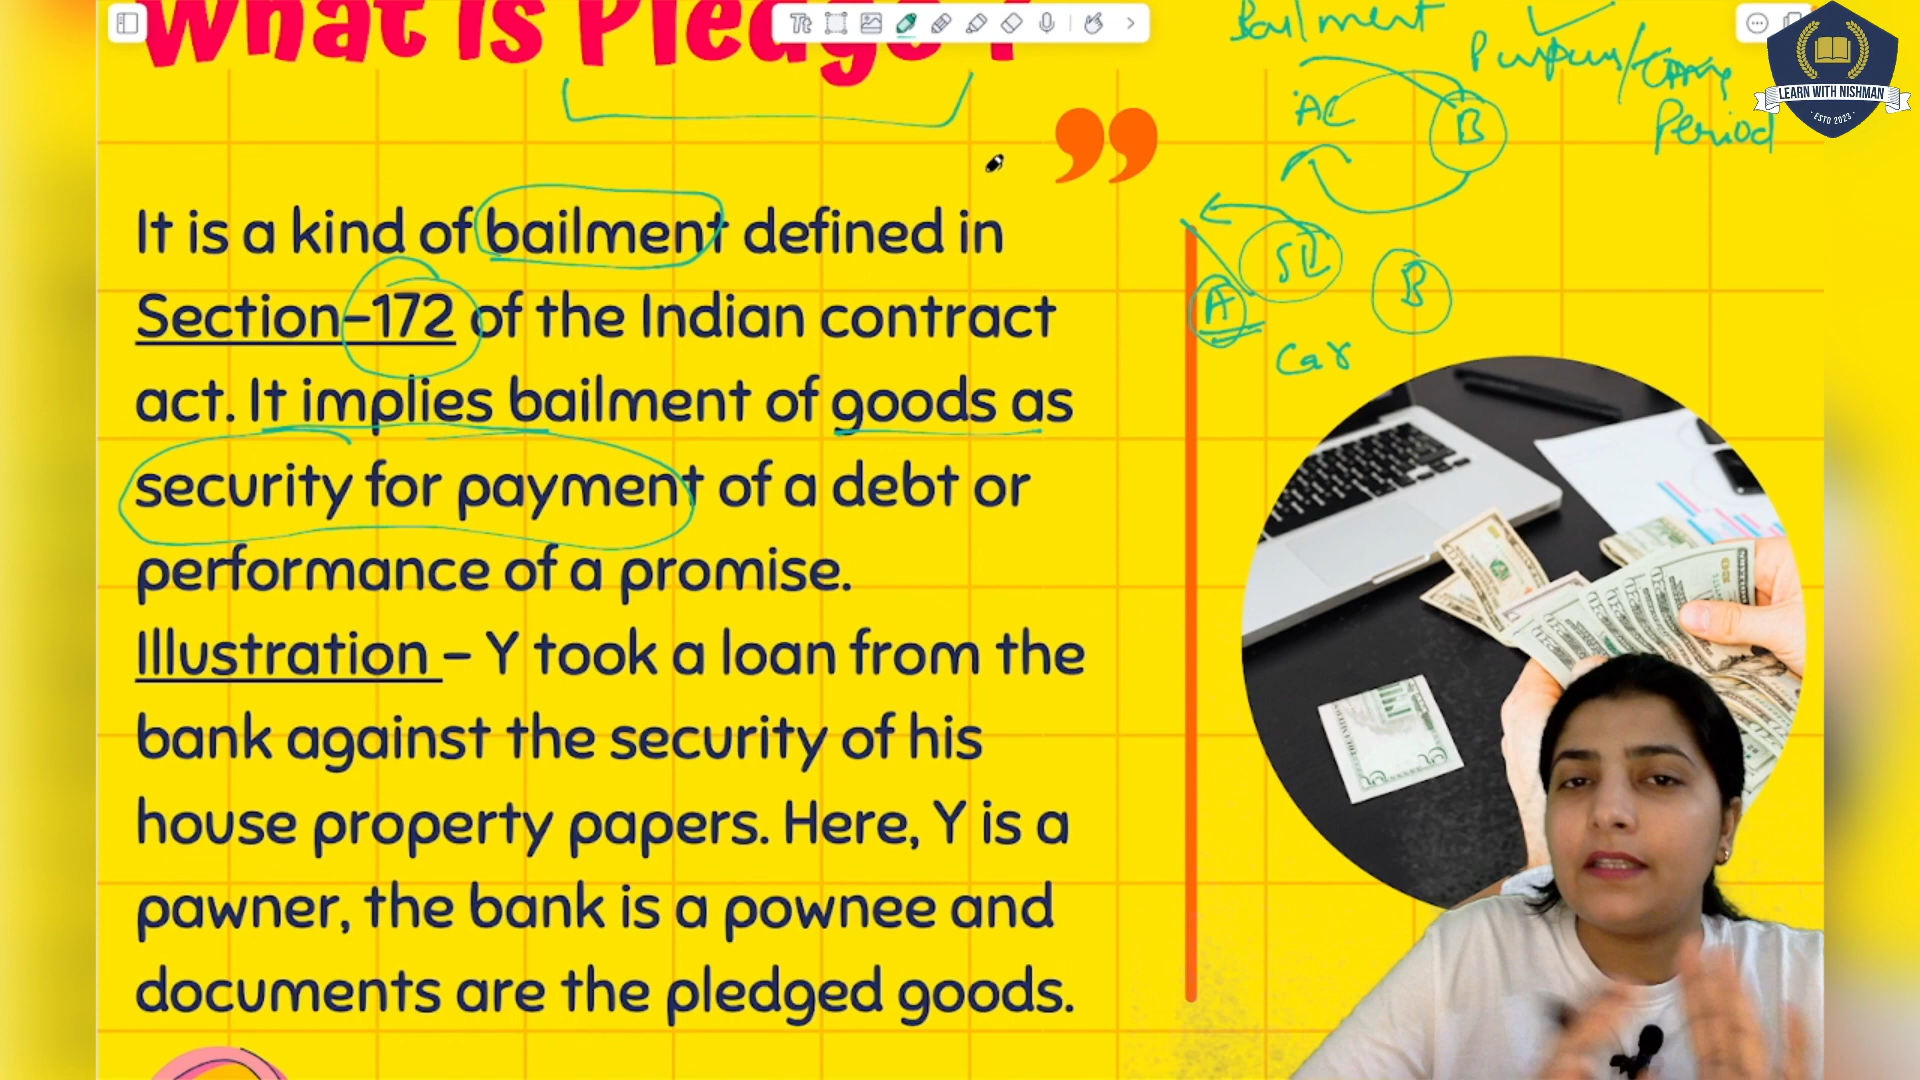 What is Pledge ?
Bailment
Purpose/
Period
AC
B
SL
A
B
Car
LEARN WITH NISHMAN
ESTD 2023
It is a kind of bailment defined in
Section-172 of the Indian contract
act. It implies bailment of goods as
security for payment of a debt or
performance of a promise.
Illustration - Y took a loan from the
bank against the security of his
house property papers. Here, Y is a
pawner, the bank is a pownee and
documents are the pledged goods.